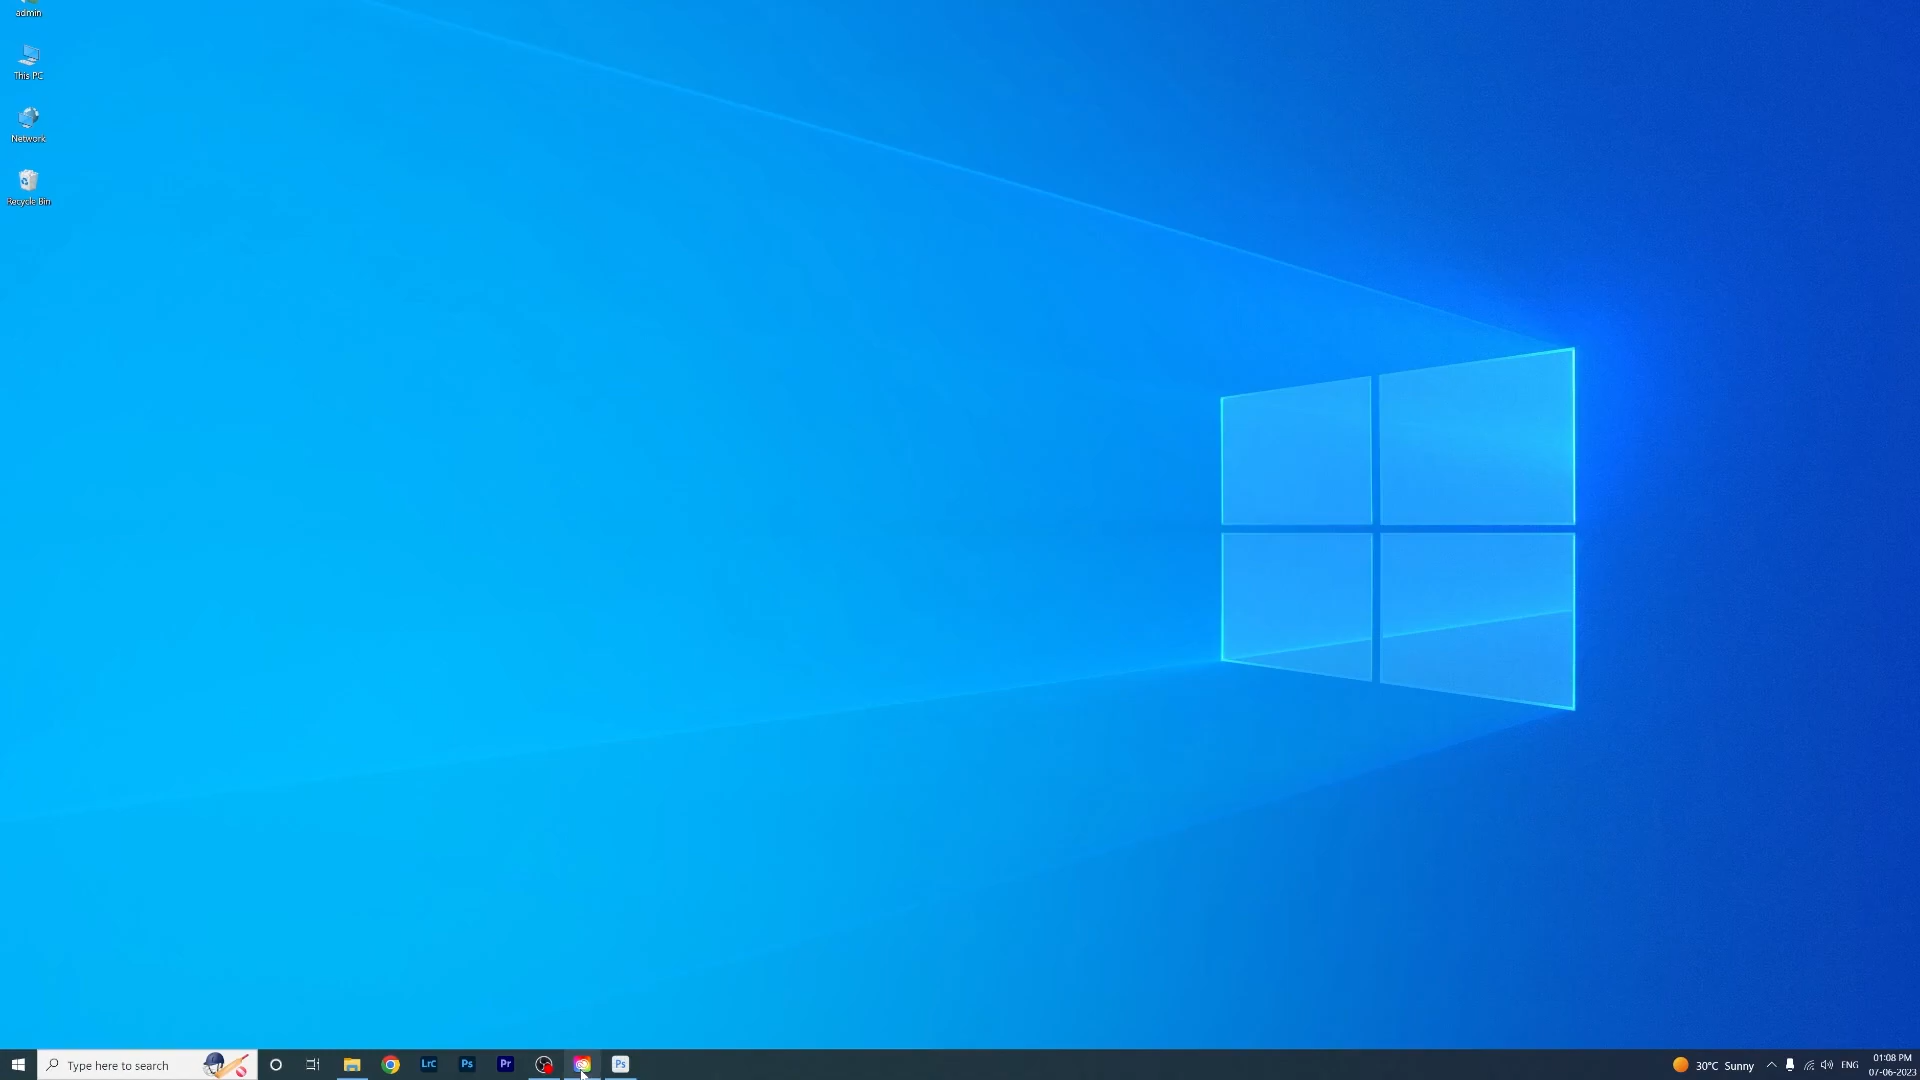 admin
This PC
Network
Recycle Bin
Type here to search
LrC
Ps
Pr
Ps
30°C Sunny
ENG
01:08 PM
07-06-2023